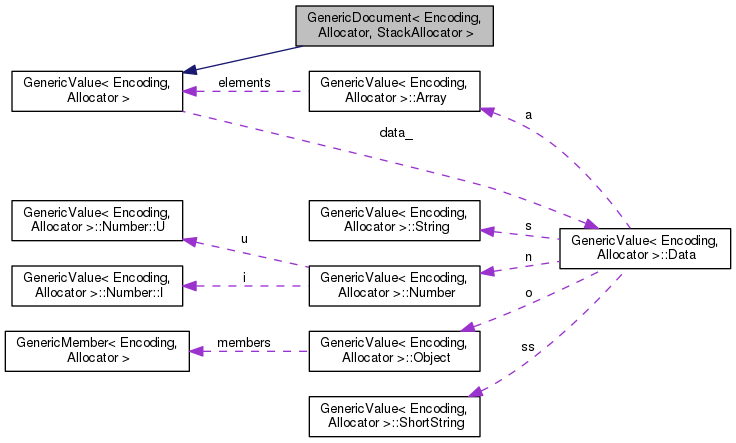 GenericDocument< Encoding,
Allocator, StackAllocator >
GenericValue< Encoding,
Allocator >
elements
GenericValue< Encoding,
Allocator >::Array
a
data_
GenericValue< Encoding,
Allocator >::Number::U
GenericValue< Encoding,
Allocator >::String
s
GenericValue< Encoding,
Allocator >::Data
u
n
GenericValue< Encoding,
Allocator >::Number::I
i
GenericValue< Encoding,
Allocator >::Number
o
GenericMember< Encoding,
Allocator >
members
GenericValue< Encoding,
Allocator >::Object
ss
GenericValue< Encoding,
Allocator >::ShortString